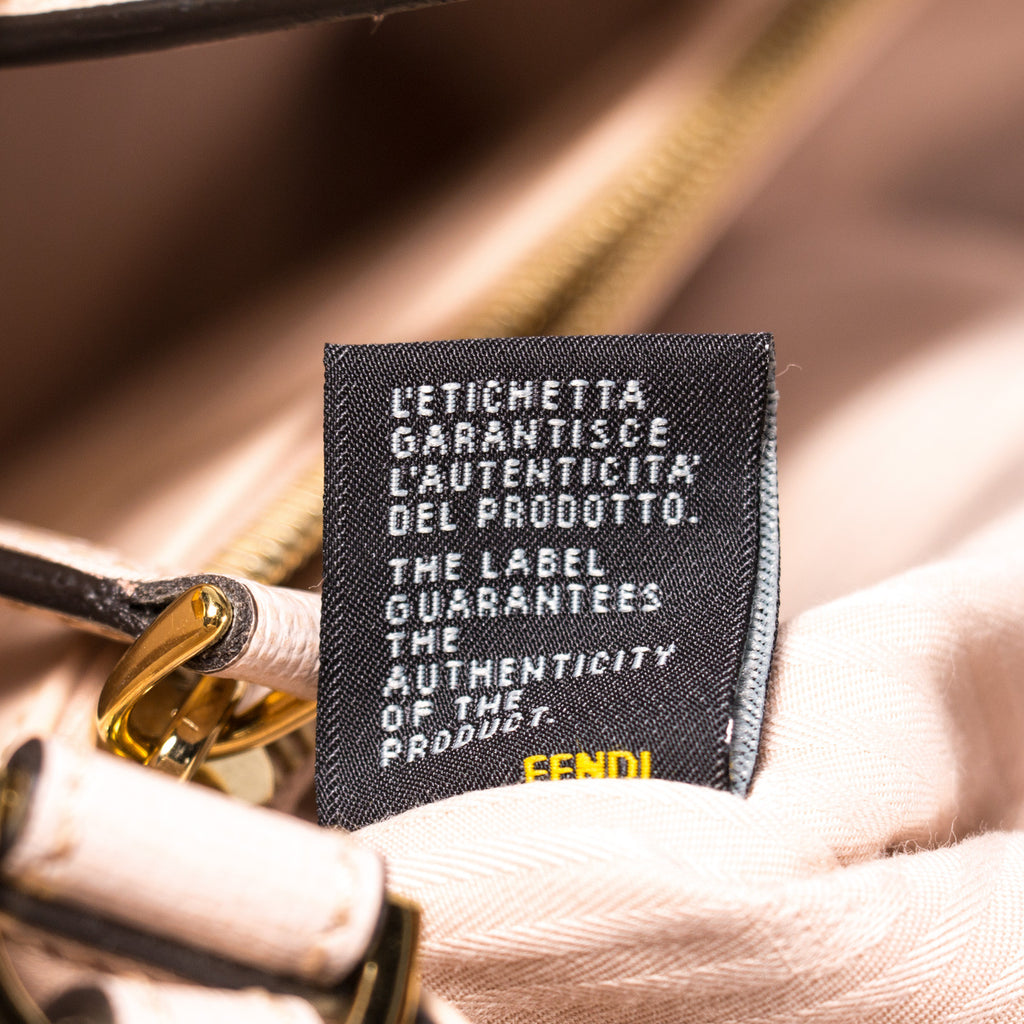 L'ETICHETTA
GARANTISCE
L'AUTENTICITA'
DEL PRODOTTO.
THE LABEL
GUARANTEES
THE
AUTHENTICITY
OF THE
PRODUCT.
FENDI